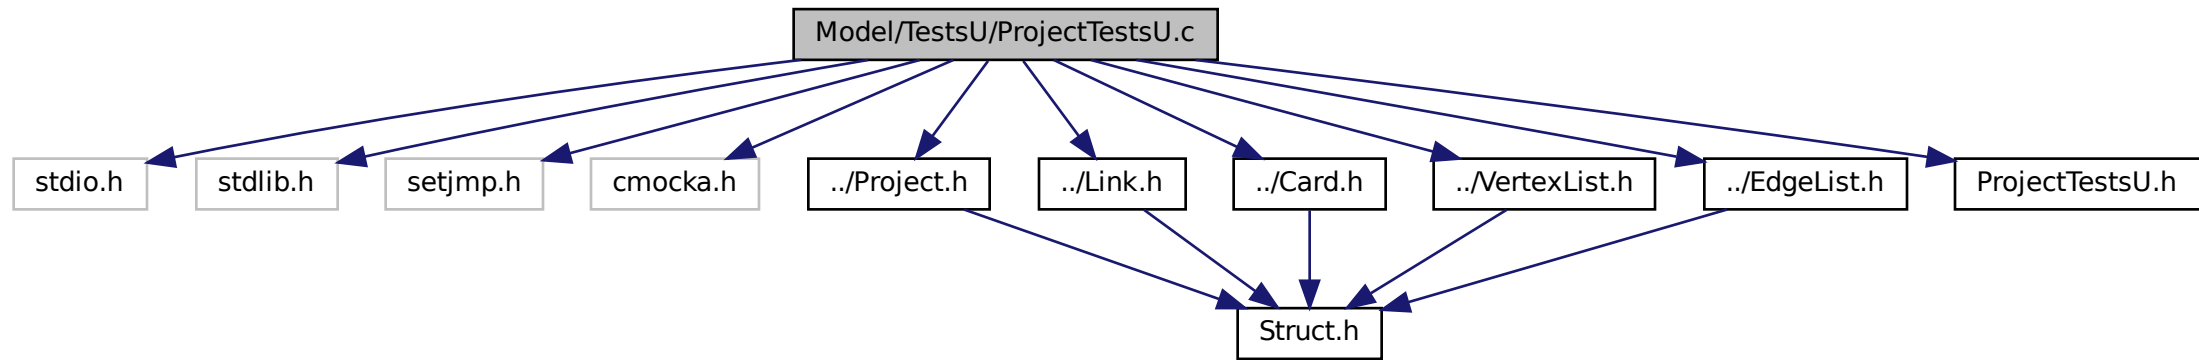 Model/TestsU/ProjectTestsU.c
stdio.h
stdlib.h
setjmp.h
cmocka.h
../Project.h
../Link.h
../Card.h
../VertexList.h
../EdgeList.h
ProjectTestsU.h
Struct.h